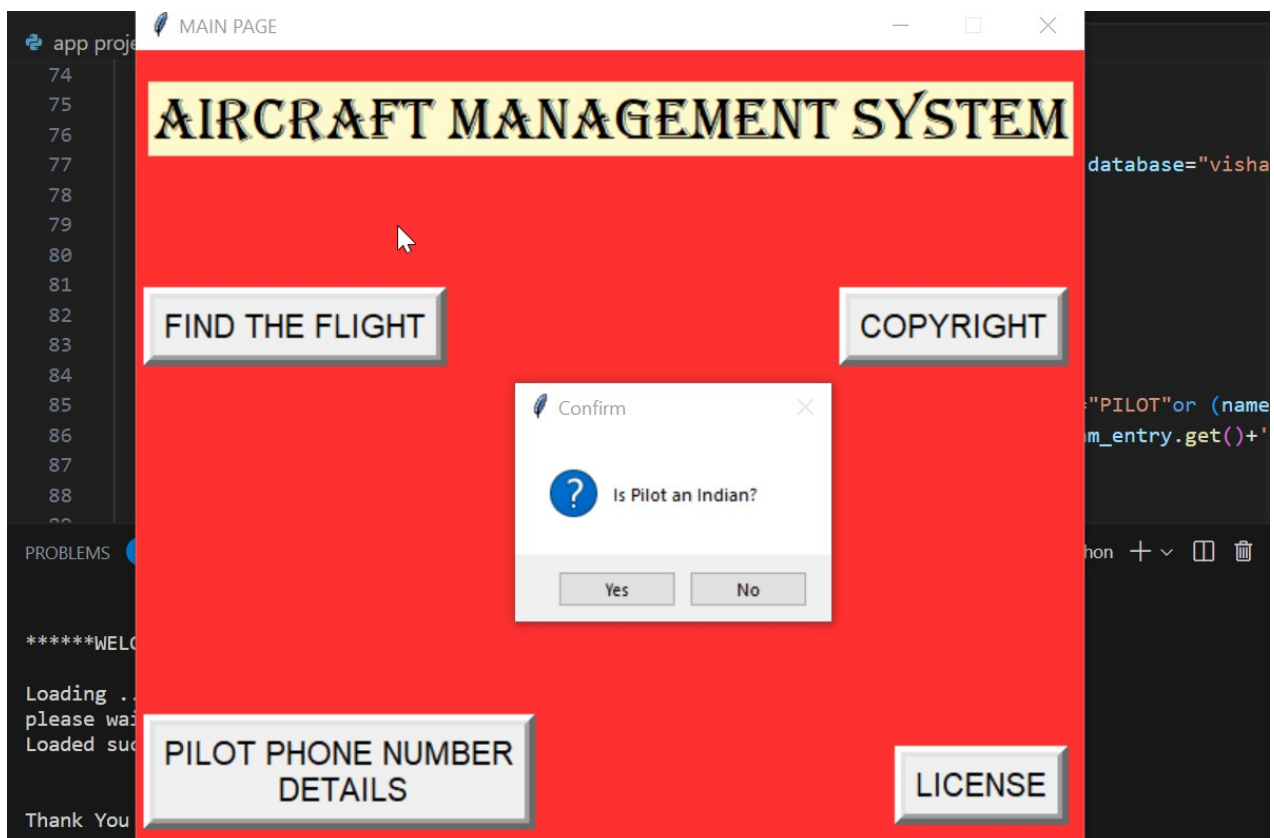 MAIN PAGE
app proje
74
75
AIRCRAFT MANAGEMENT SYSTEM
76
77 database="visha
78
79
80
81
82
FIND THE FLIGHT
COPYRIGHT
83
84
85 ="PILOT"or (name
Confirm
86 m_entry.get()+'
87
88
Is Pilot an Indian?
PROBLEMS
hon
Yes
No
******WELC
Loading ..
please wai
Loaded suc
PILOT PHONE NUMBER
DETAILS
LICENSE
Thank You